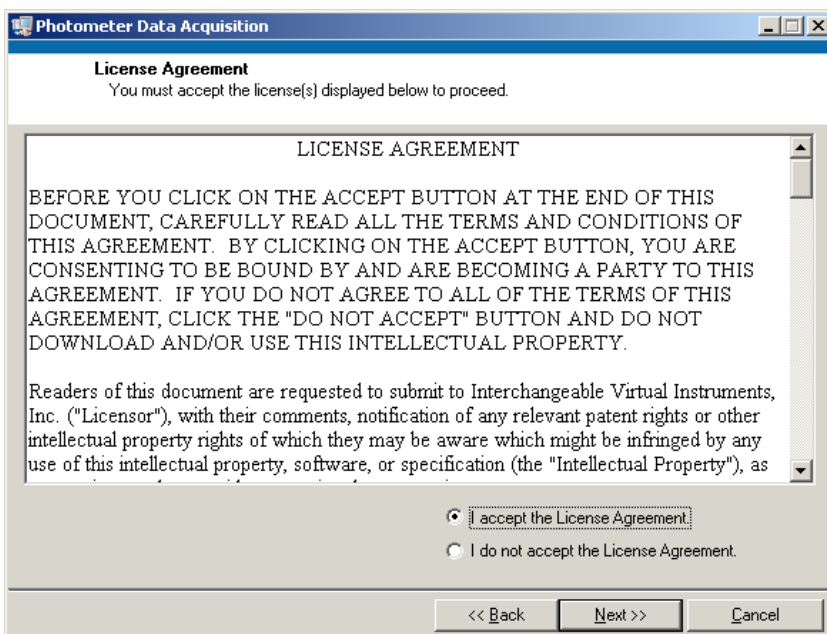 Photometer Data Acquisition
License Agreement
You must accept the license(s) displayed below to proceed.
LICENSE AGREEMENT
BEFORE YOU CLICK ON THE ACCEPT BUTTON AT THE END OF THIS
DOCUMENT, CAREFULLY READ ALL THE TERMS AND CONDITIONS OF
THIS AGREEMENT.  BY CLICKING ON THE ACCEPT BUTTON, YOU ARE
CONSENTING TO BE BOUND BY AND ARE BECOMING A PARTY TO THIS
AGREEMENT.  IF YOU DO NOT AGREE TO ALL OF THE TERMS OF THIS
AGREEMENT, CLICK THE "DO NOT ACCEPT" BUTTON AND DO NOT
DOWNLOAD AND/OR USE THIS INTELLECTUAL PROPERTY.
Readers of this document are requested to submit to Interchangeable Virtual Instruments,
Inc. ("Licensor"), with their comments, notification of any relevant patent rights or other
intellectual property rights of which they may be aware which might be infringed by any
use of this intellectual property, software, or specification (the "Intellectual Property"), as
I accept the License Agreement.
I do not accept the License Agreement.
<< Back
Next >>
Cancel